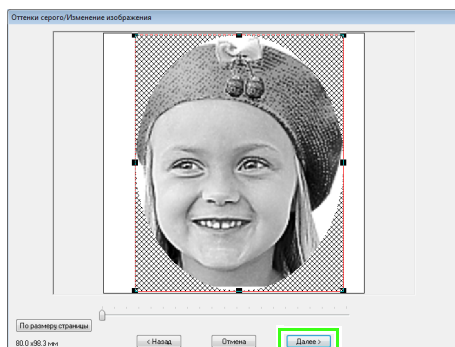 Оттенки серого/Изменение изображения
По размеру страницы
80.0 x98.3 мм
< Назад
Отмена
Далее >